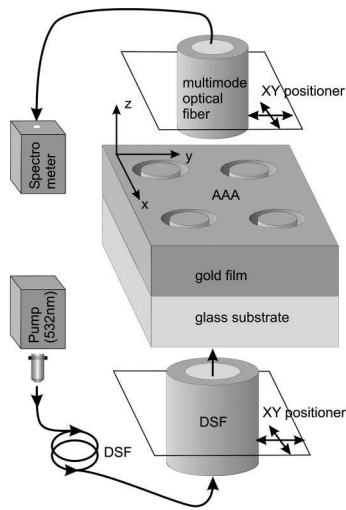 multimode
optical
fiber
XY positioner
Spectro
meter
z
y
x
AAA
gold film
glass substrate
Pump
(532nm)
DSF
DSF
XY positioner